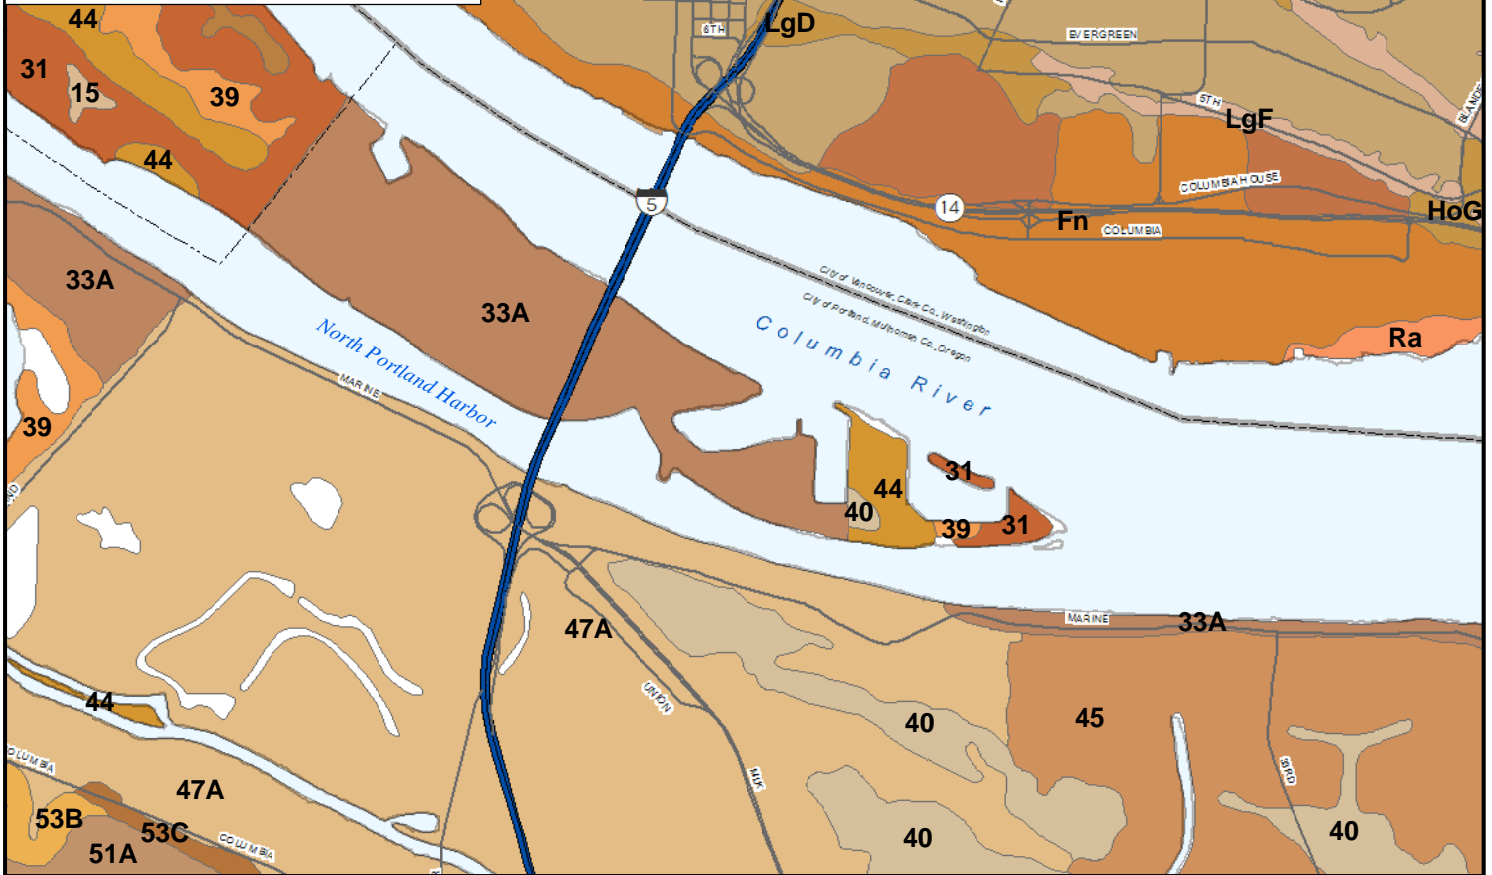 44
LgD
6TH
EVERGREEN
31
15
39
5TH
LgF
44
COLUMBIA HOUSE
5
14
HoG
Fn
COLUMBIA
33A
City of Vancouver, Clark Co., Washington
City of Portland, Multnomah Co., Oregon
33A
Columbia River
North Portland Harbor
Ra
MARINE
39
31
44
40
39
31
MARINE
33A
47A
UNION
44
40
45
33RD
MLK
COLUMBIA
47A
53B
53C
COLUMBIA
51A
40
40